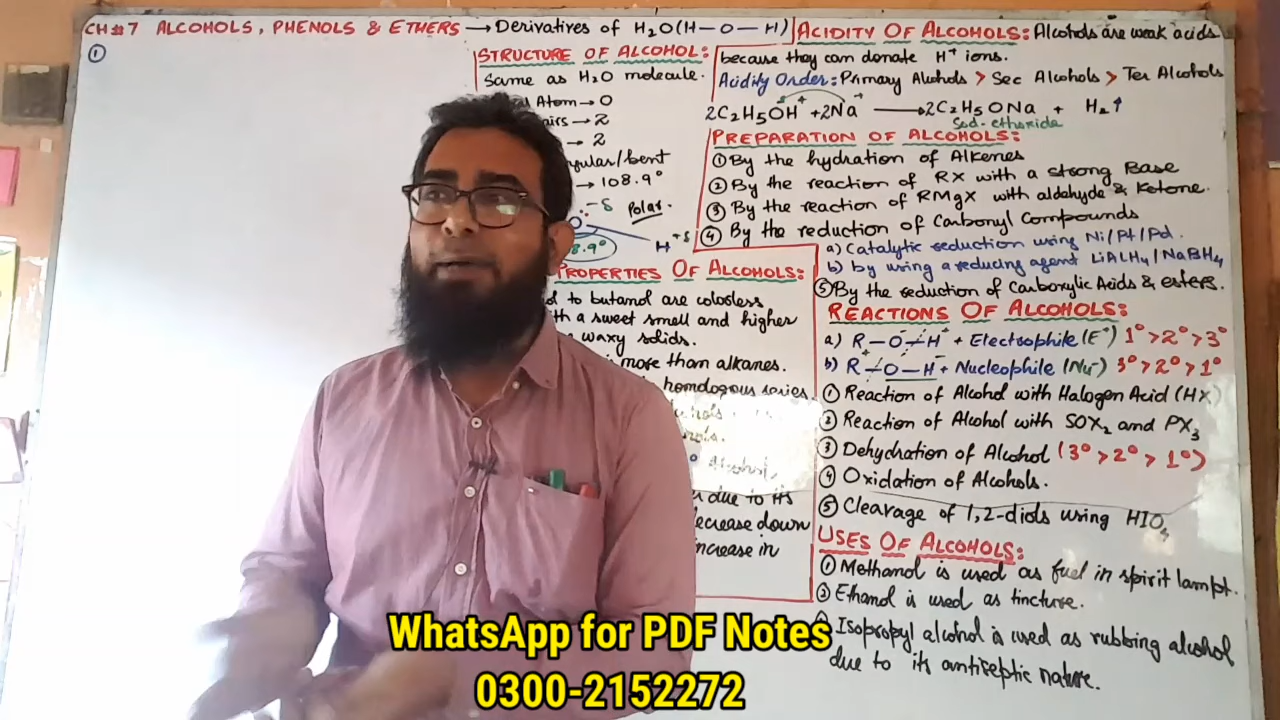 CH#7 ALCOHOLS, PHENOLS & ETHERS → Derivatives of H2O(H-O-H)
①
STRUCTURE OF ALCOHOL:
Same as H2O molecule.
Atom → O
→ 2
→ 2
/bent
→ 108.9°
-δ Polar.
H+δ
8.9°
PROPERTIES OF ALCOHOLS:
to butanol are colorless
a sweet smell and higher
waxy solids.
more than alkanes.
homologous series
due to its
decrease down
increase in
ACIDITY OF ALCOHOLS: Alcohols are weak acids
because they can donate H+ ions.
Acidity Order: Primary Alcohols > Sec Alcohols > Ter Alcohols
2C2H5OH + 2Na → 2C2H5ONa + H2↑
Sod-ethoxide
PREPARATION OF ALCOHOLS:
① By the hydration of Alkenes
② By the reaction of RX with a strong Base
③ By the reaction of RMgX with aldehyde & Ketone.
④ By the reduction of Carbonyl Compounds
a) Catalytic reduction using Ni/Pt/Pd.
b) by using a reducing agent LiAlH4/NaBH4
⑤ By the reduction of Carboxylic Acids & esters.
REACTIONS OF ALCOHOLS:
a) R-O-H + Electrophile(E+) 1°>2°>3°
b) R-O-H + Nucleophile(Nu-) 3°>2°>1°
① Reaction of Alcohol with Halogen Acid (HX)
② Reaction of Alcohol with SOX2 and PX3
③ Dehydration of Alcohol (3°>2°>1°)
④ Oxidation of Alcohols.
⑤ Clearage of 1,2-diols using HIO4
USES OF ALCOHOLS:
① Methanol is used as fuel in spirit lampt.
② Ethanol is used as tincture.
Isopropyl alcohol is used as rubbing alcohol
due to its antiseptic nature.
WhatsApp for PDF Notes
0300-2152272